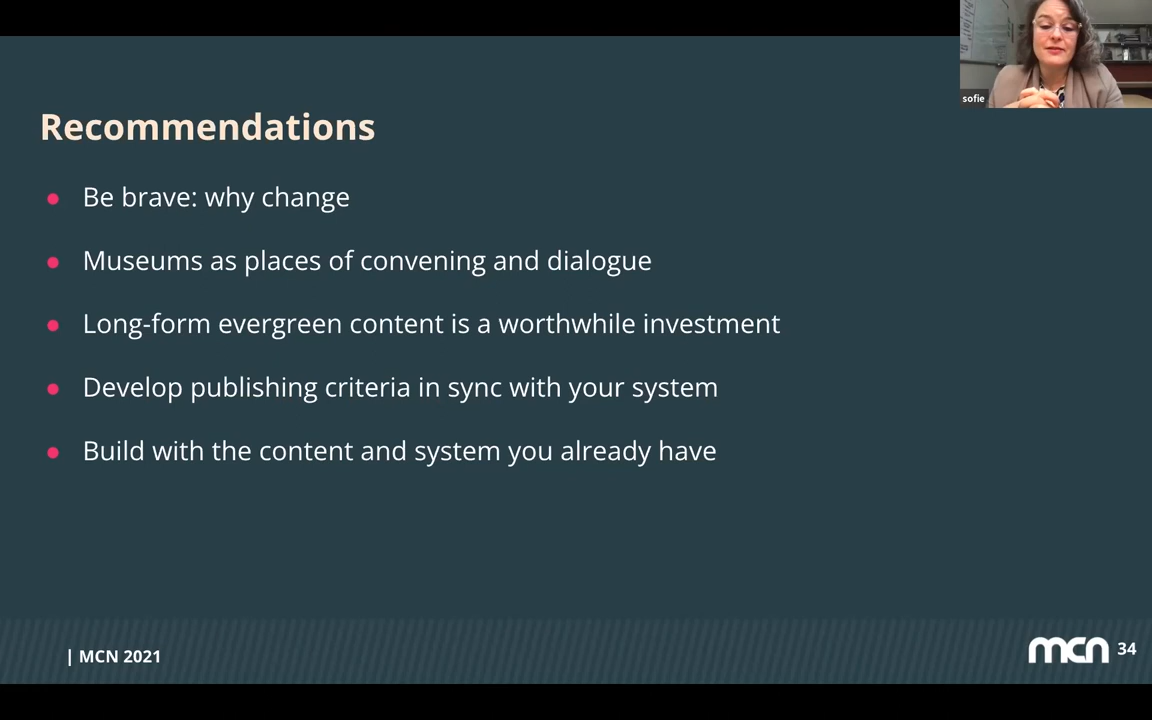 sofie
Recommendations
Be brave: why change
Museums as places of convening and dialogue
Long-form evergreen content is a worthwhile investment
Develop publishing criteria in sync with your system
Build with the content and system you already have
| MCN 2021
mcn 34